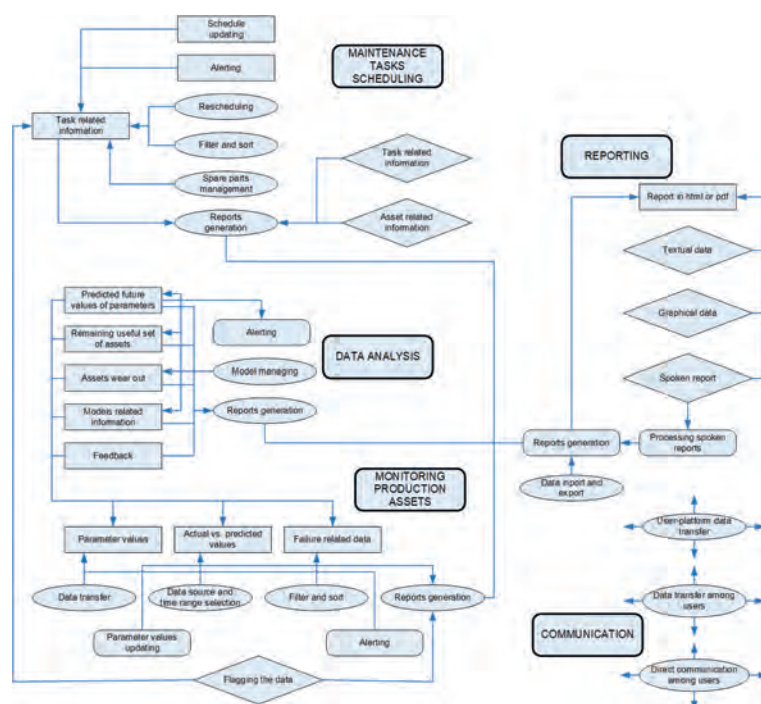 Schedule
updating
MAINTENANCE
TASKS
SCHEDULING
Alerting
Task related
information
Rescheduling
Filter and sort
Spare parts
management
Reports
generation
Task related
information
Asset related
information
REPORTING
Report in html or pdf
Textual data
Graphical data
Spoken report
Reports generation
Processing spoken
reports
Data inport and
export
Predicted future
values of parameters
Remaining useful set
of assets
Assets wear out
Models related
information
Feedback
Alerting
Model managing
Reports generation
DATA ANALYSIS
MONITORING
PRODUCTION
ASSETS
Parameter values
Actual vs. predicted
values
Failure related data
Data transfer
Data source and
time range selection
Filter and sort
Reports generation
Parameter values
updating
Alerting
Flagging the data
User-platform data
transfer
Data transfer among
users
COMMUNICATION
Direct communication
among users